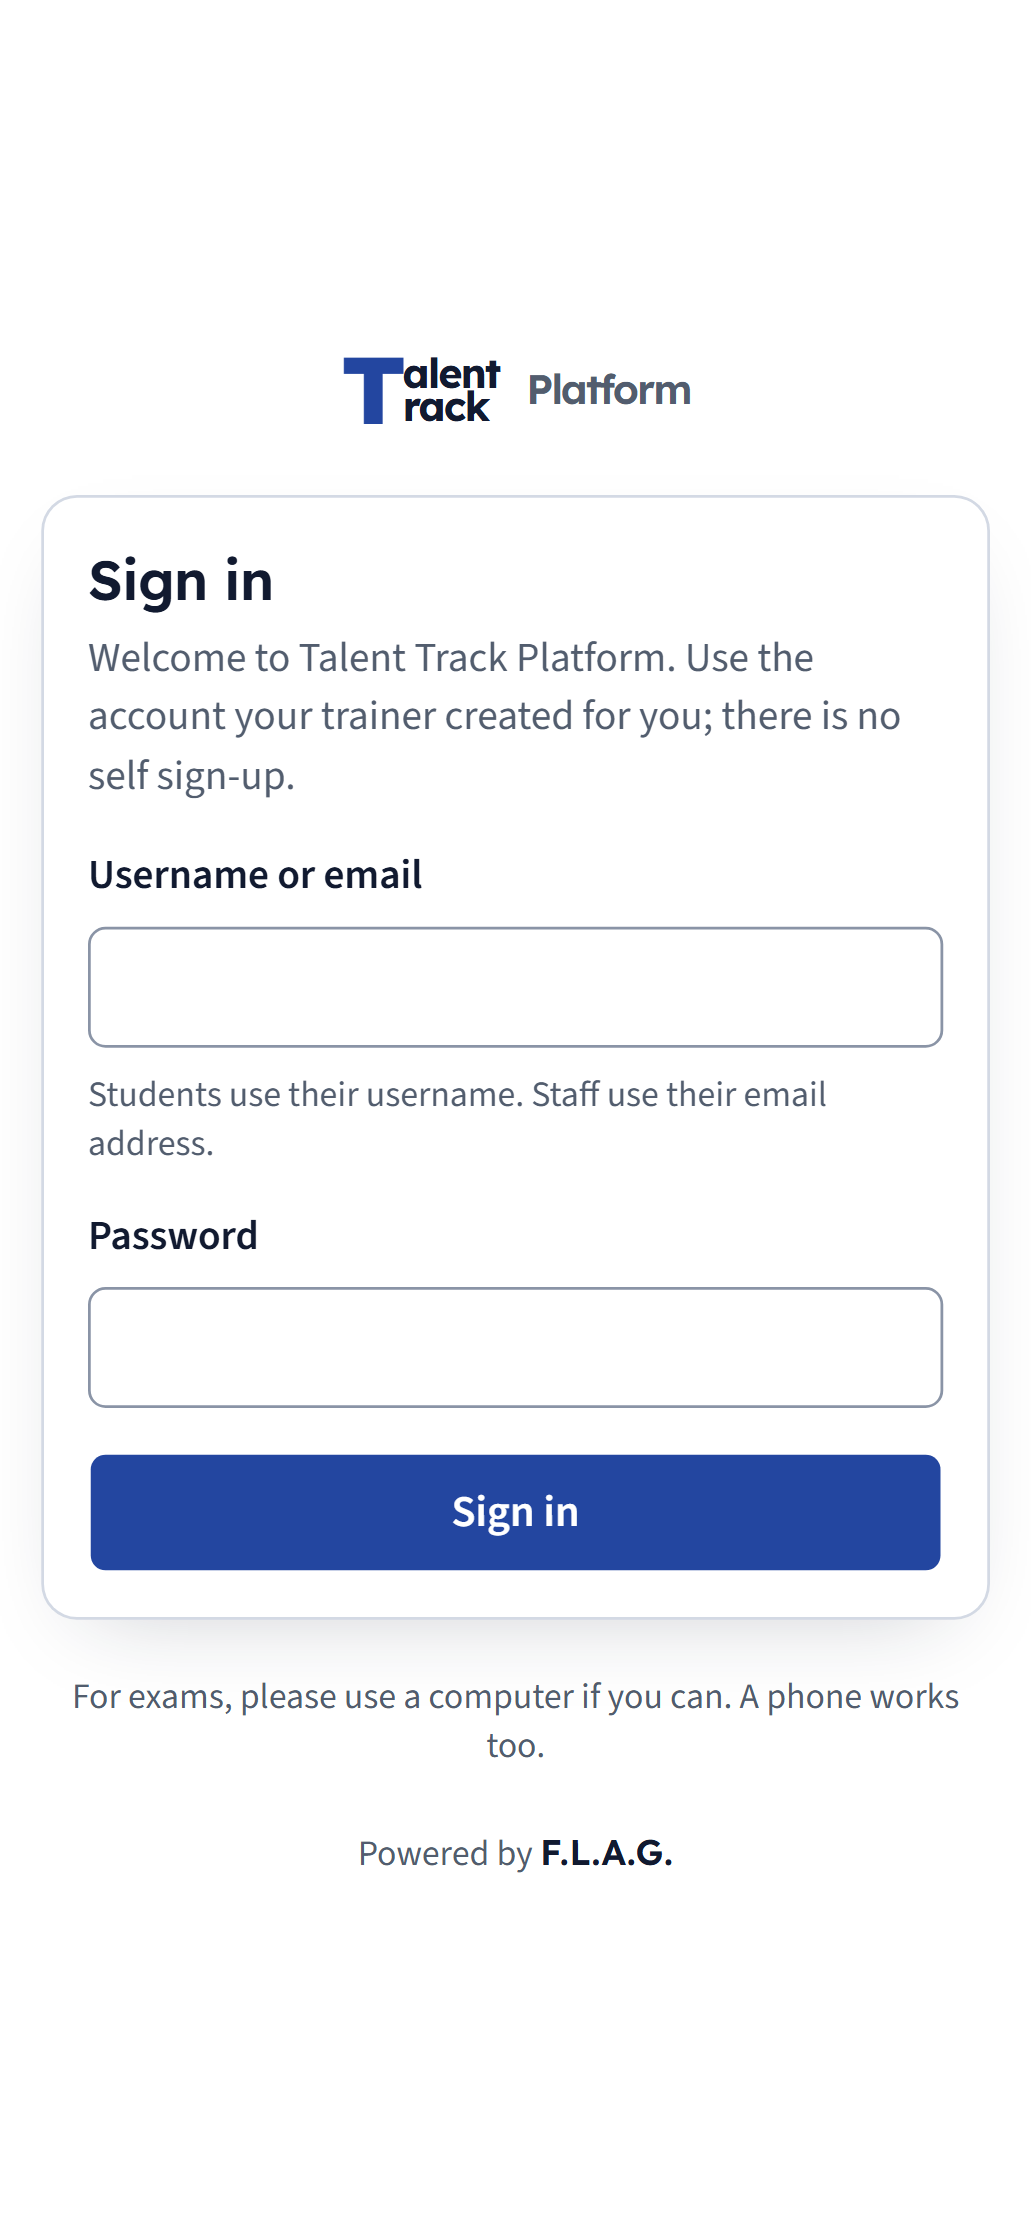 Talent
Track
Platform
Sign in
Welcome to Talent Track Platform. Use the
account your trainer created for you; there is no
self sign-up.
Username or email
Students use their username. Staff use their email
address.
Password
Sign in
For exams, please use a computer if you can. A phone works
too.
Powered by F.L.A.G.